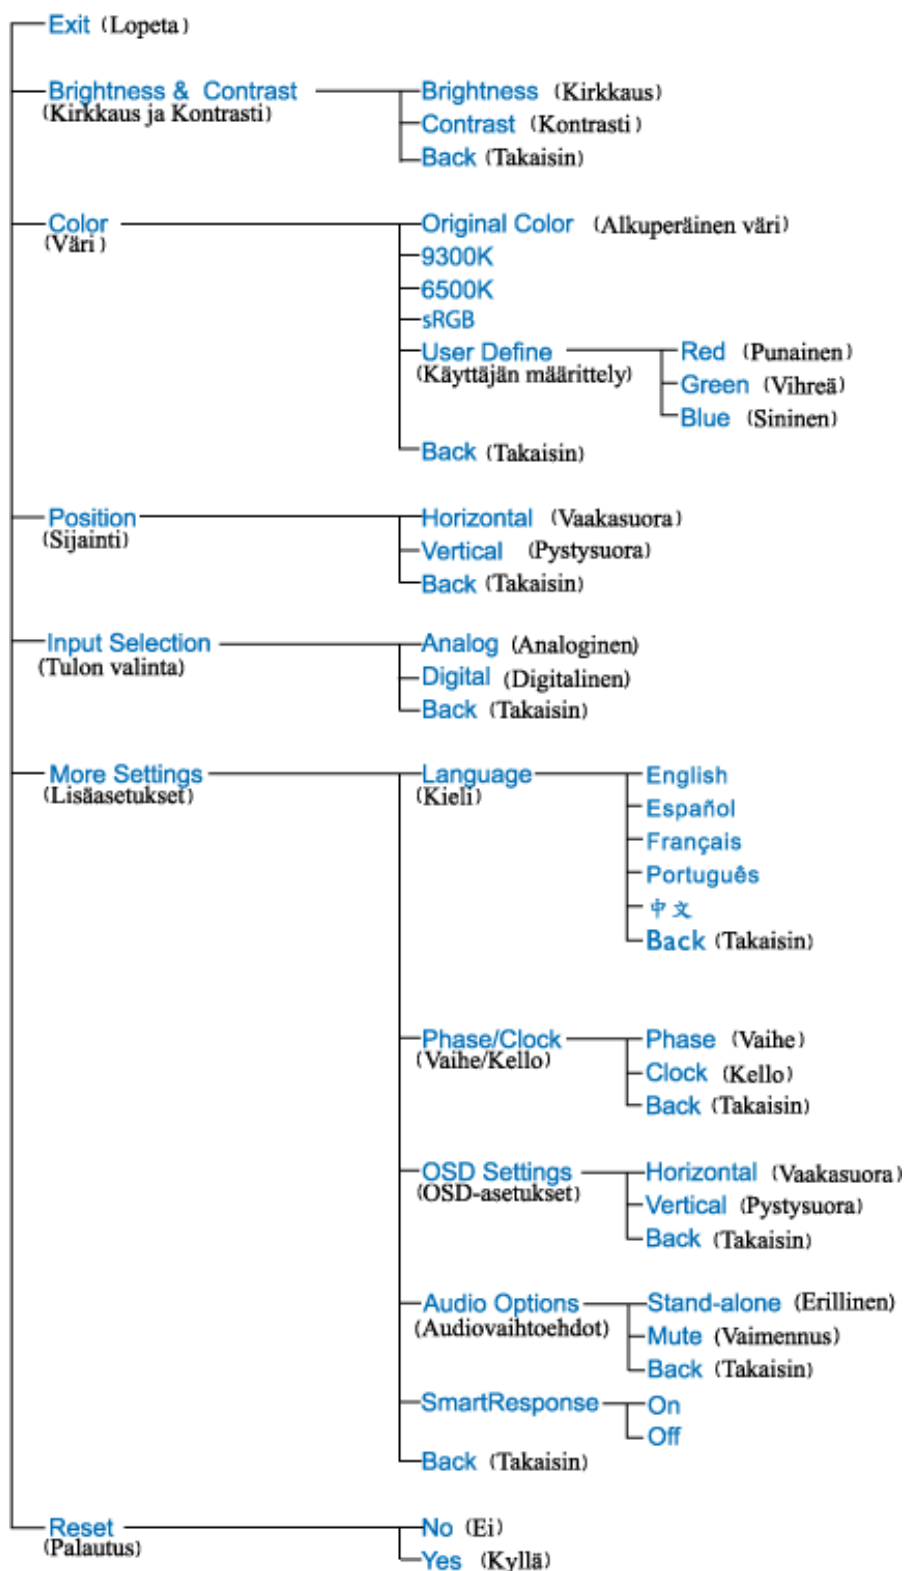 Exit (Lopeta)
Brightness & Contrast
(Kirkkaus ja Kontrasti)
Brightness (Kirkkaus)
Contrast (Kontrasti)
Back (Takaisin)
Color
(Väri)
Original Color (Alkuperäinen väri)
9300K
6500K
sRGB
User Define
(Käyttäjän määrittely)
Red (Punainen)
Green (Vihreä)
Blue (Sininen)
Back (Takaisin)
Position
(Sijainti)
Horizontal (Vaakasuora)
Vertical (Pystysuora)
Back (Takaisin)
Input Selection
(Tulon valinta)
Analog (Analoginen)
Digital (Digitalinen)
Back (Takaisin)
More Settings
(Lisäasetukset)
Language
(Kieli)
English
Español
Français
Português
中文
Back (Takaisin)
Phase/Clock
(Vaihe/Kello)
Phase (Vaihe)
Clock (Kello)
Back (Takaisin)
OSD Settings
(OSD-asetukset)
Horizontal (Vaakasuora)
Vertical (Pystysuora)
Back (Takaisin)
Audio Options
(Audiovaihtoehdot)
Stand-alone (Erillinen)
Mute (Vaimennus)
Back (Takaisin)
SmartResponse
On
Off
Back (Takaisin)
Reset
(Palautus)
No (Ei)
Yes (Kyllä)